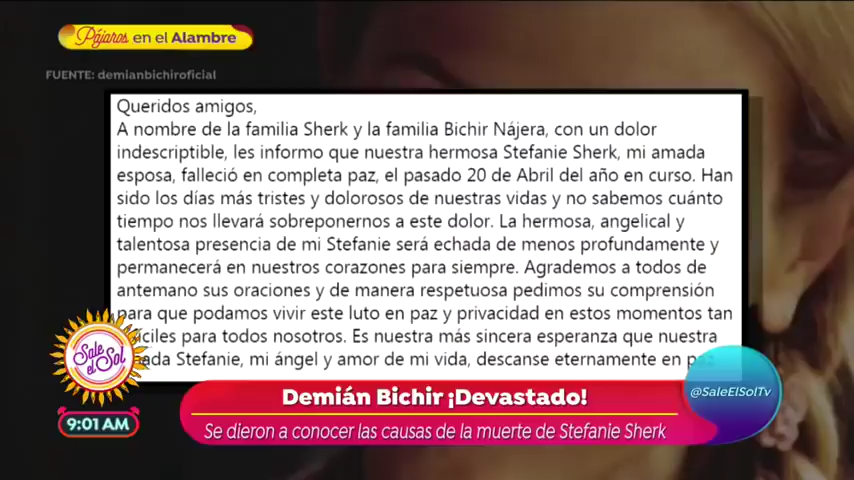 Pájaros en el Alambre
FUENTE: demianbichiroficial
Queridos amigos,
A nombre de la familia Sherk y la familia Bichir Nájera, con un dolor
indescriptible, les informo que nuestra hermosa Stefanie Sherk, mi amada
esposa, falleció en completa paz, el pasado 20 de Abril del año en curso. Han
sido los días más tristes y dolorosos de nuestras vidas y no sabemos cuánto
tiempo nos llevará sobreponernos a este dolor. La hermosa, angelical y
talentosa presencia de mi Stefanie será echada de menos profundamente y
permanecerá en nuestros corazones para siempre. Agrademos a todos de
antemano sus oraciones y de manera respetuosa pedimos su comprensión
para que podamos vivir este luto en paz y privacidad en estos momentos tan
para todos nosotros. Es nuestra más sincera esperanza que nuestra
Stefanie, mi ángel y amor de mi vida, descanse eternamente en
Sale el Sol
9:01 AM
Demián Bichir ¡Devastado!
@SaleElSolTv
Se dieron a conocer las causas de la muerte de Stefanie Sherk